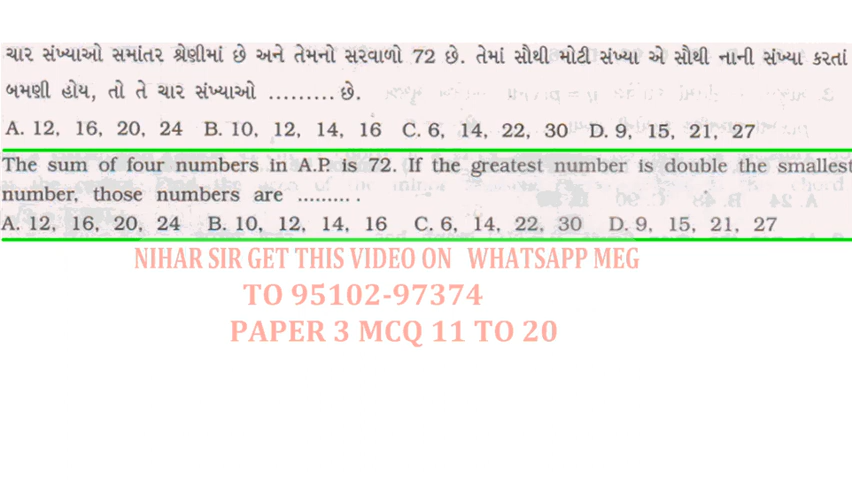 ચાર સંખ્યાઓ સમાંતર શ્રેણીમાં છે અને તેમનો સરવાળો 72 છે. તેમાં સૌથી મોટી સંખ્યા એ સૌથી નાની સંખ્યા કરતાં
બમણી હોય, તો તે ચાર સંખ્યાઓ ......... છે.
A. 12, 16, 20, 24 B. 10, 12, 14, 16 C. 6, 14, 22, 30 D. 9, 15, 21, 27
The sum of four numbers in A.P. is 72. If the greatest number is double the smallest
number, those numbers are ......... .
A. 12, 16, 20, 24 B. 10, 12, 14, 16 C. 6, 14, 22, 30 D. 9, 15, 21, 27
NIHAR SIR GET THIS VIDEO ON WHATSAPP MEG
TO 95102-97374
PAPER 3 MCQ 11 TO 20